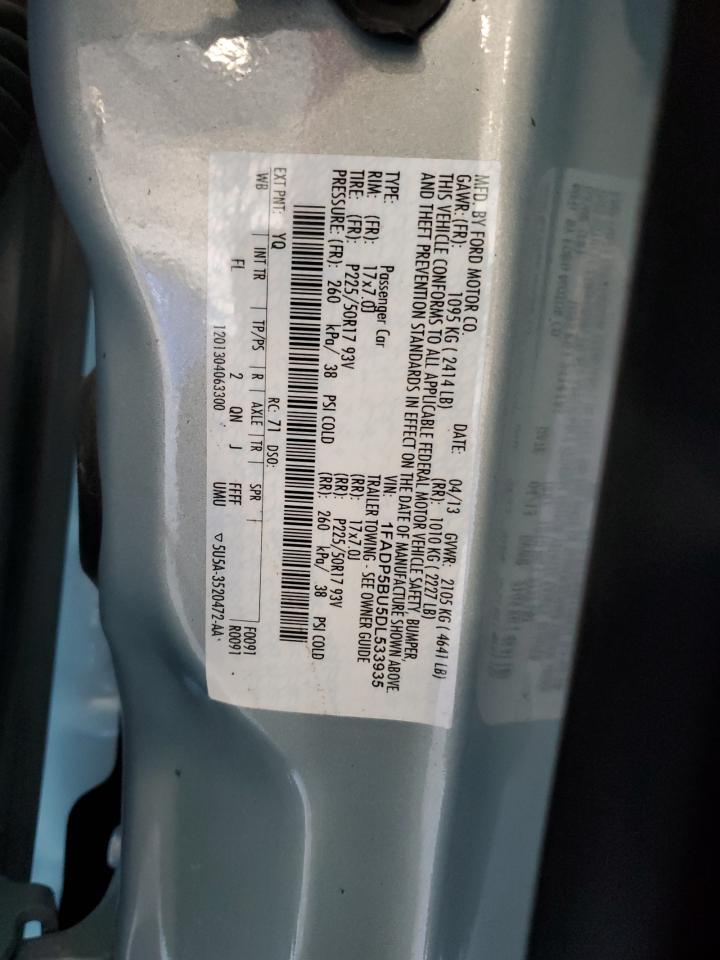 MFD. BY FORD MOTOR CO.
DATE: 04/13 GVWR: 2105 KG ( 4641 LB)
GAWR: (FR): 1095 KG ( 2414 LB) (RR): 1010 KG ( 2227 LB)
THIS VEHICLE CONFORMS TO ALL APPLICABLE FEDERAL MOTOR VEHICLE SAFETY, BUMPER
AND THEFT PREVENTION STANDARDS IN EFFECT ON THE DATE OF MANUFACTURE SHOWN ABOVE.
VIN: 1FADP5BU5DL533935
TYPE: Passenger Car TRAILER TOWING - SEE OWNER GUIDE
RIM: (FR): 17x7.0J (RR): 17x7.0J
TIRE: (FR): P225/50R17 93V (RR): P225/50R17 93V
PRESSURE: (FR): 260 kPa/ 38 PSI COLD (RR): 260 kPa/ 38 PSI COLD
EXT PNT: YQ RC: 71 DSO: F0091
WB INT TR TP/PS R AXLE TR SPR R0091
FL 2 QN J FFFF UMU
1201304063300 ▽ 5U5A-3520472-AA